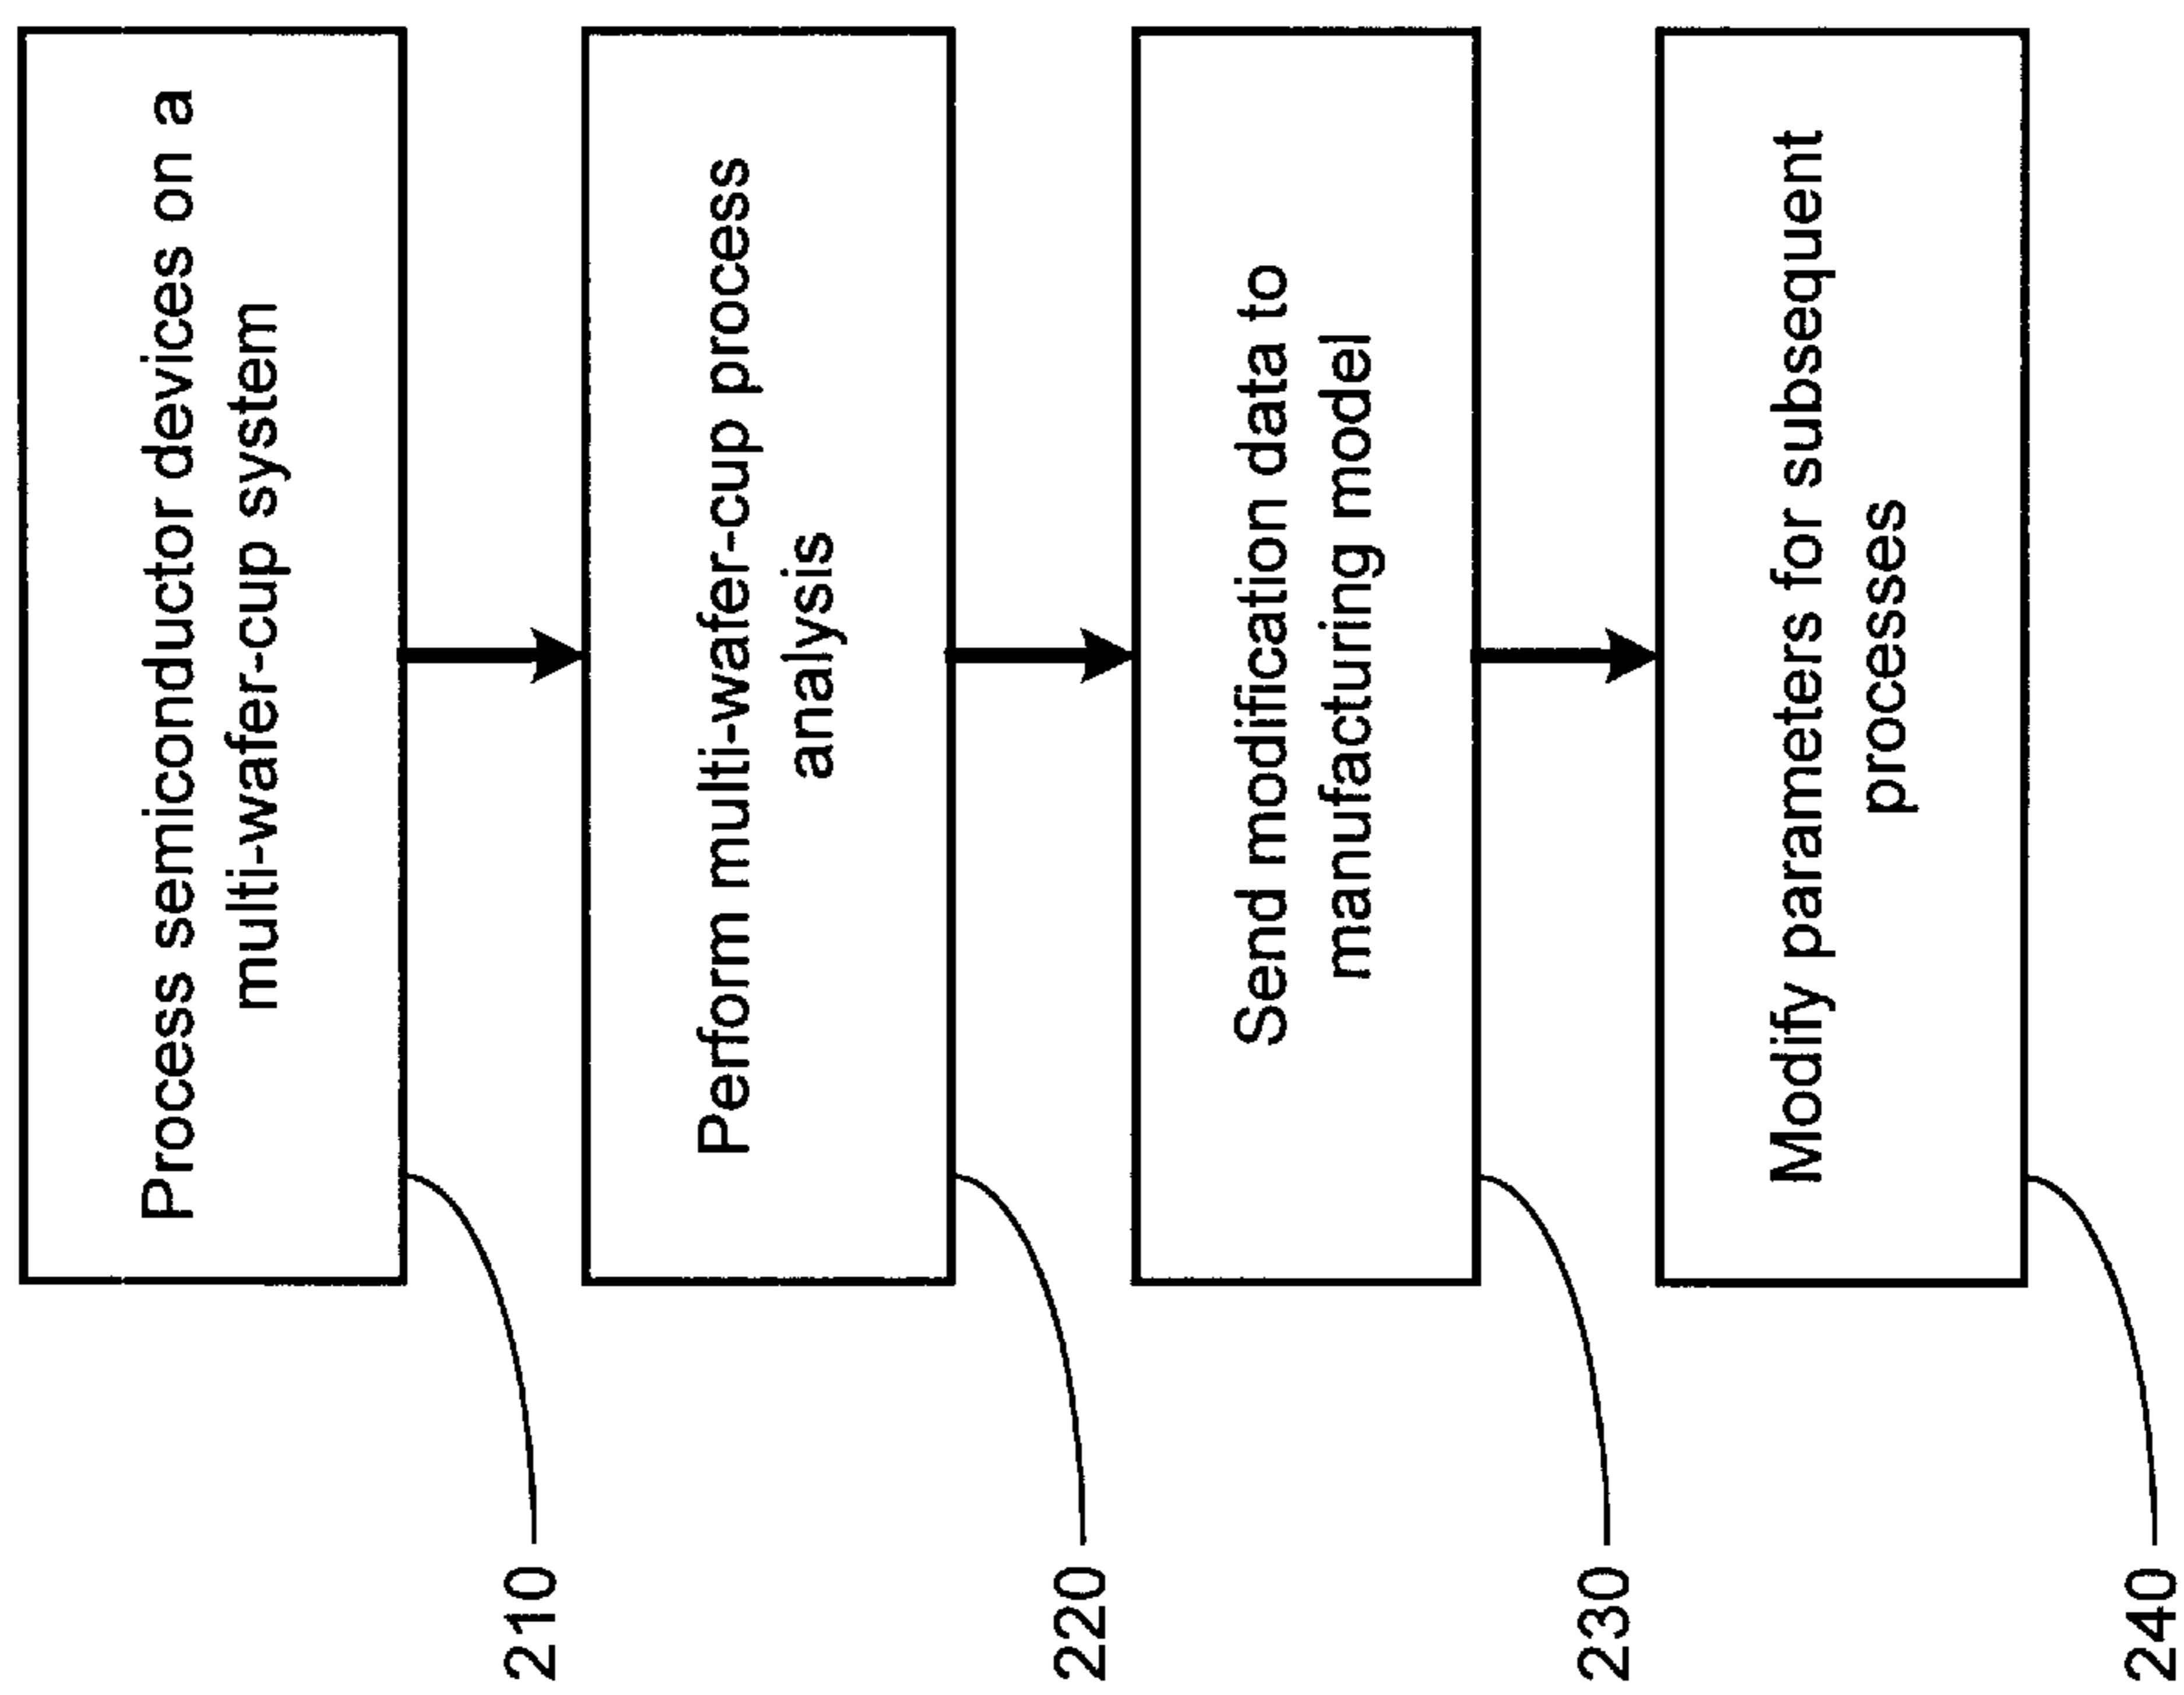 Process semiconductor devices on a
multi-wafer-cup system
210
Perform multi-wafer-cup process
analysis
220
Send modification data to
manufacturing model
230
Modify parameters for subsequent
processes
240